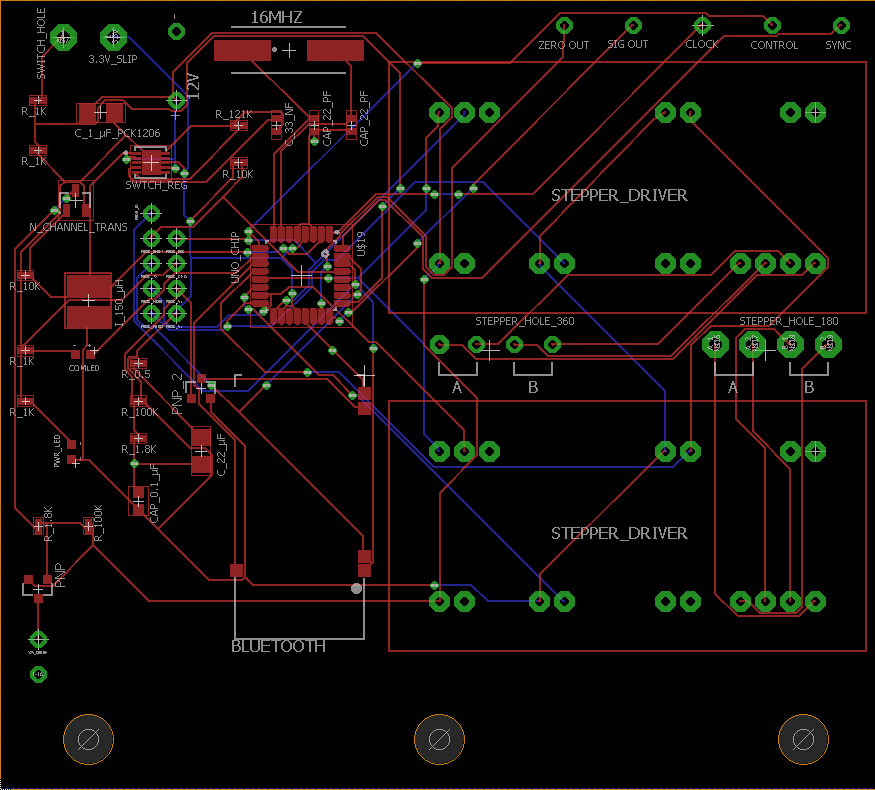 SWITCH_HOLE
-
16MHZ
ZERO OUT
SIG OUT
CLOCK
CONTROL
SYNC
3.3V_SLIP
12V
+
R_1K
C_1_µF_PCK1206
R_121K
C_33_NF
CAP_22_PF
CAP_22_PF
R_1K
R_10K
SWTCH_REG
STEPPER_DRIVER
N_CHANNEL_TRANS
UNO_CHIP
U$19
R_10K
I_150_µH
STEPPER_HOLE_360
STEPPER_HOLE_180
R_1K
COMLED
R_0.5
PNP_2
A
B
A
B
R_1K
R_100K
PWR_LED
R_1.8K
C_22_µF
CAP_0.1_µF
R_1.8K
R_100K
STEPPER_DRIVER
PNP
BLUETOOTH